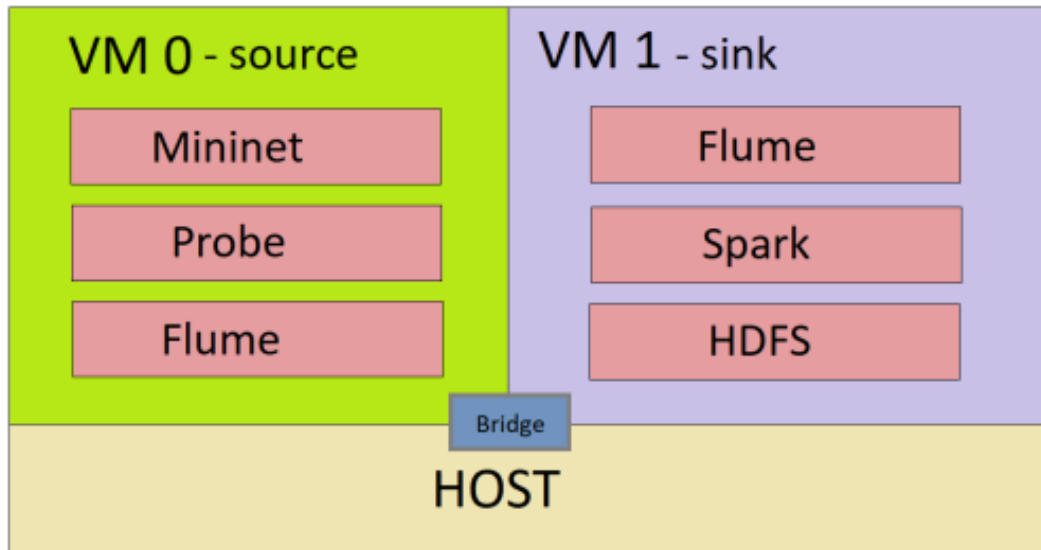 VM 0 - source
Mininet
Probe
Flume
VM 1 - sink
Flume
Spark
HDFS
Bridge
HOST